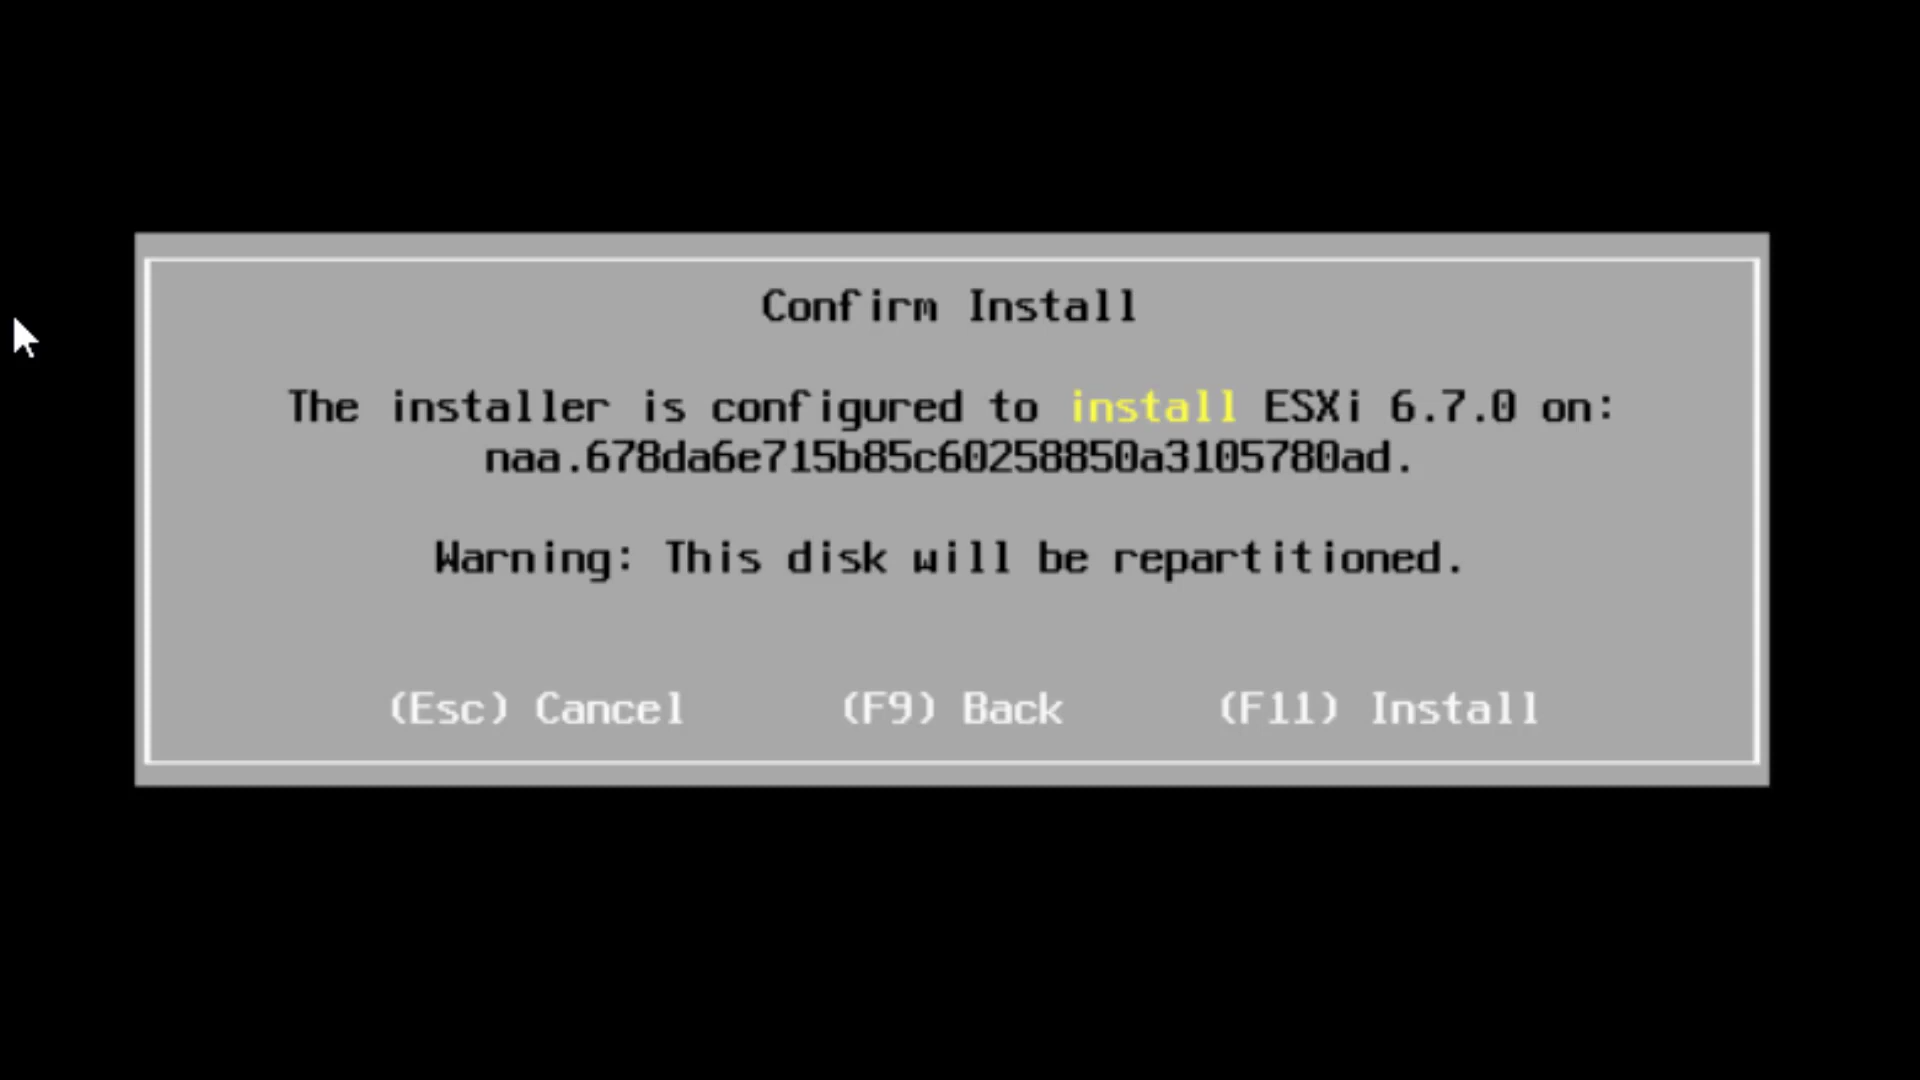 Confirm Install
The installer is configured to install ESXi 6.7.0 on:
naa.678da6e715b85c60258850a3105780ad.
Warning: This disk will be repartitioned.
(Esc) Cancel (F9) Back (F11) Install